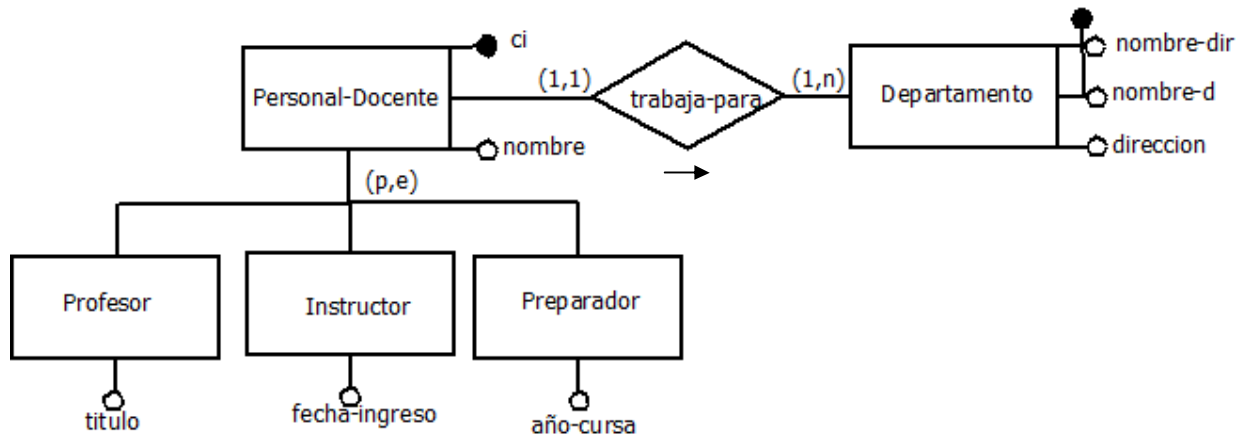 ci
nombre-dir
(1,1)
(1,n)
Personal-Docente
trabaja-para
Departamento
nombre-d
nombre
direccion
(p,e)
Profesor
Instructor
Preparador
titulo
fecha-ingreso
año-cursa